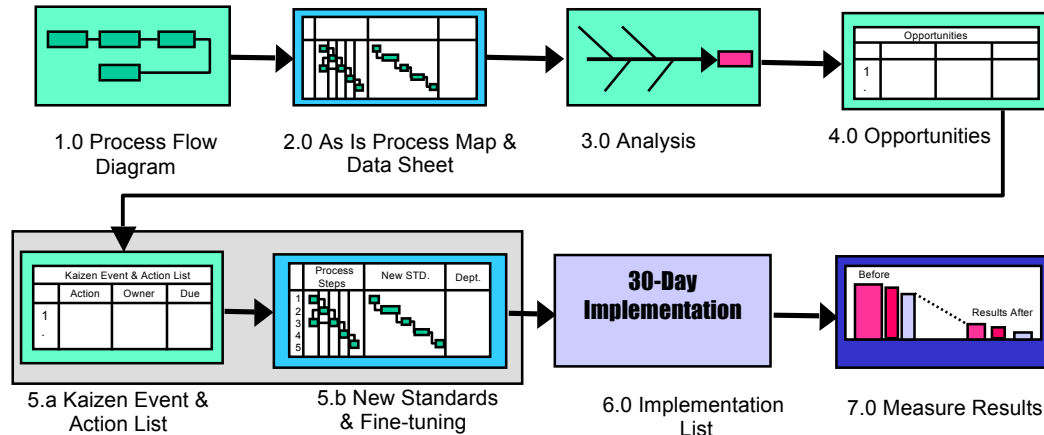 Opportunities
1
.
1.0 Process Flow
Diagram
2.0 As Is Process Map &
Data Sheet
3.0 Analysis
4.0 Opportunities
Kaizen Event & Action List
Action Owner Due
1
.
Process
Steps
New STD.
Dept.
1
2
3
4
5
30-Day
Implementation
Before
Results After
5.a Kaizen Event &
Action List
5.b New Standards
& Fine-tuning
6.0 Implementation
List
7.0 Measure Results